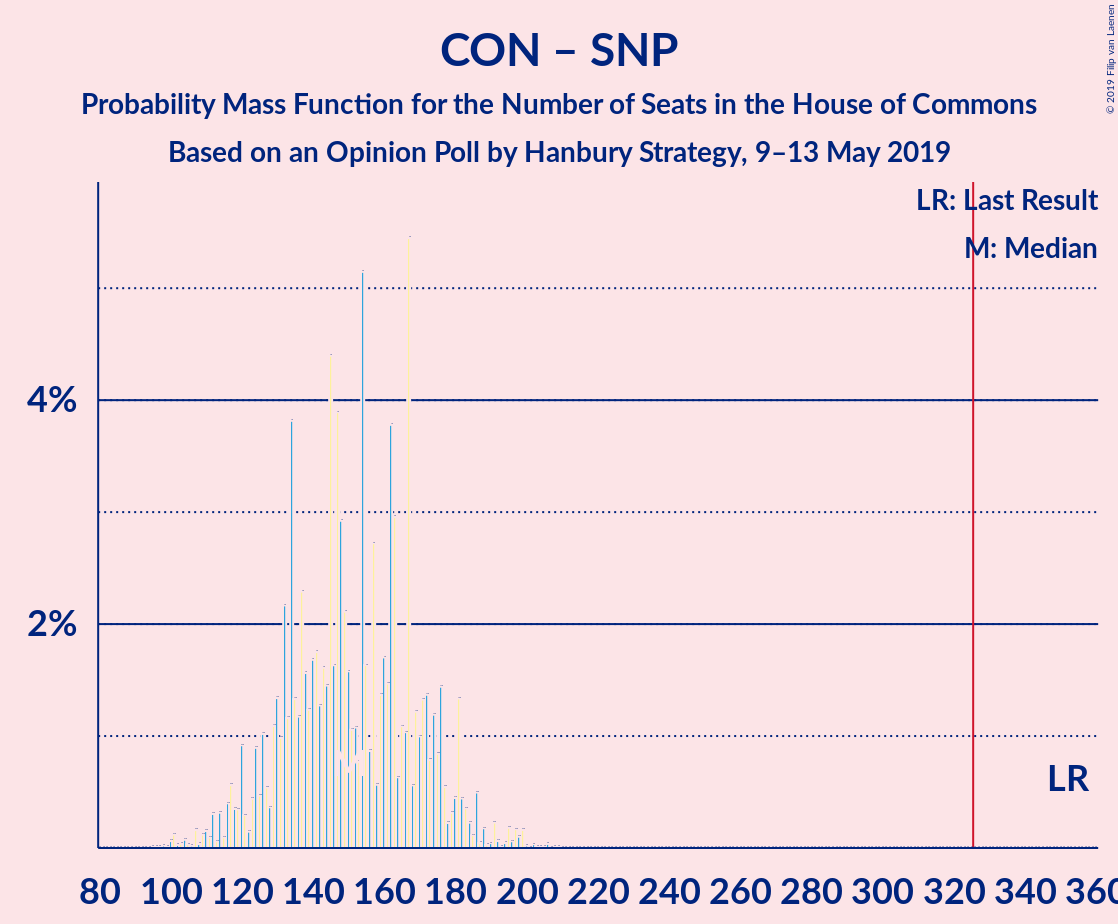 CON – SNP
Probability Mass Function for the Number of Seats in the House of Commons
Based on an Opinion Poll by Hanbury Strategy, 9–13 May 2019
© 2019 Filip van Laenen
LR: Last Result
M: Median
4%
2%
LR
80 100 120 140 160 180 200 220 240 260 280 300 320 340 360